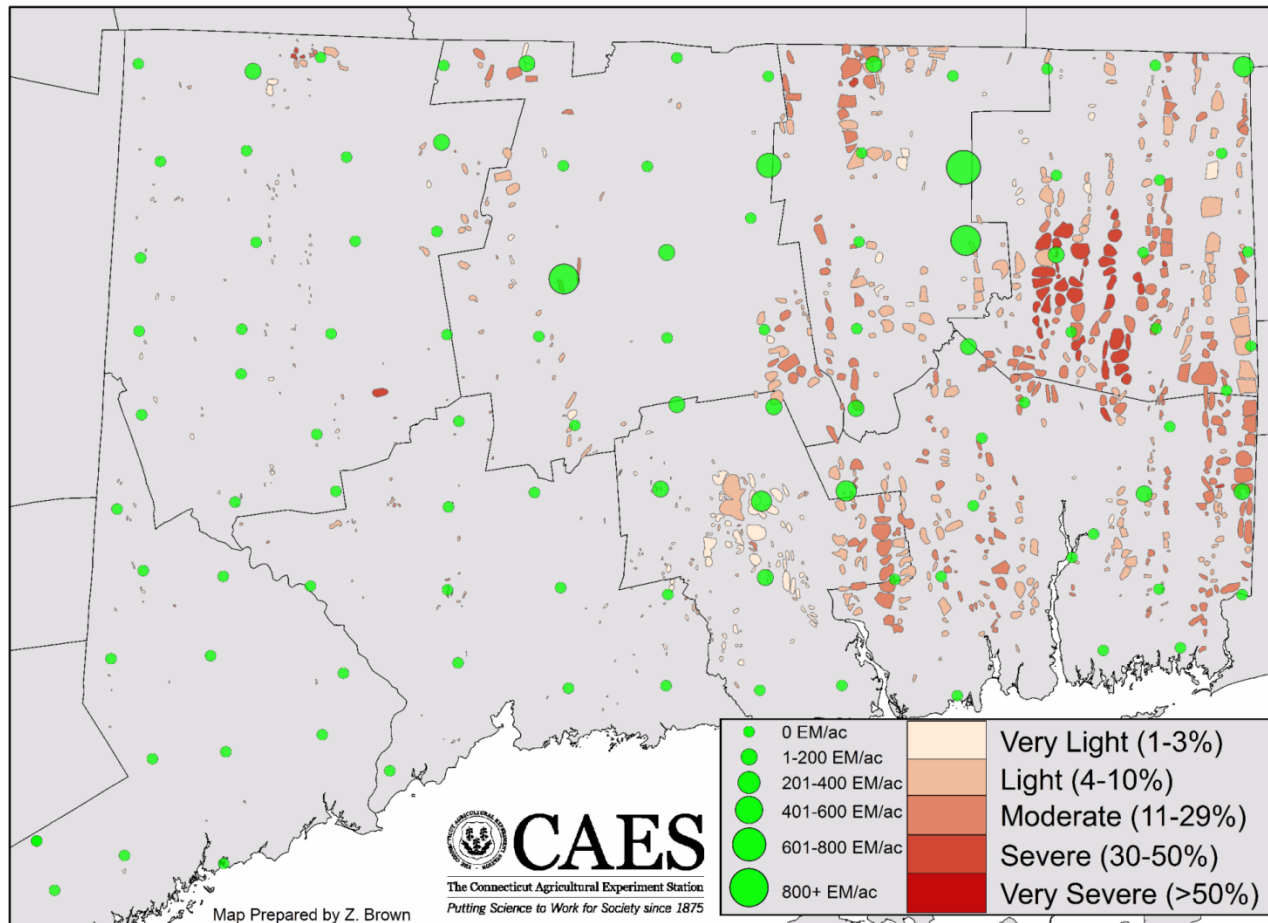 0 EM/ac
1-200 EM/ac
201-400 EM/ac
401-600 EM/ac
601-800 EM/ac
800+ EM/ac
Very Light (1-3%)
Light (4-10%)
Moderate (11-29%)
Severe (30-50%)
Very Severe (>50%)
CAES
The Connecticut Agricultural Experiment Station
Putting Science to Work for Society since 1875
Map Prepared by Z. Brown